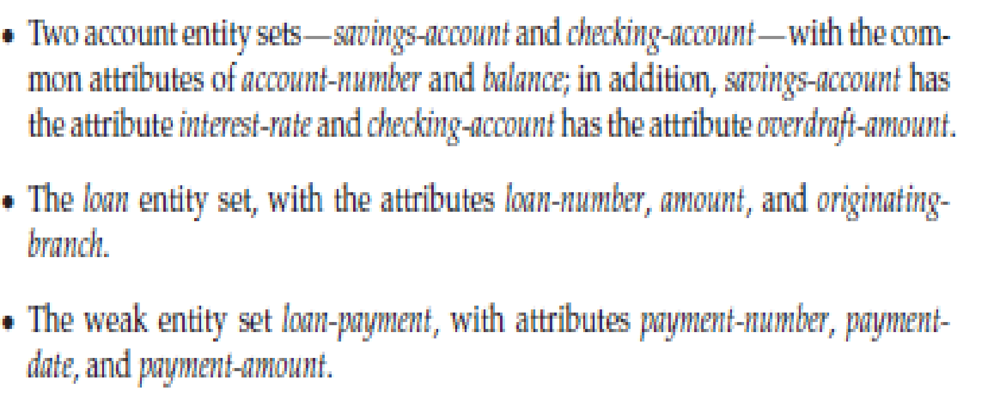 • Two account entity sets—savings-account and checking-account—with the com-
mon attributes of account-number and balance; in addition, savings-account has
the attribute interest-rate and checking-account has the attribute overdraft-amount.
• The loan entity set, with the attributes loan-number, amount, and originating-
branch.
• The weak entity set loan-payment, with attributes payment-number, payment-
date, and payment-amount.